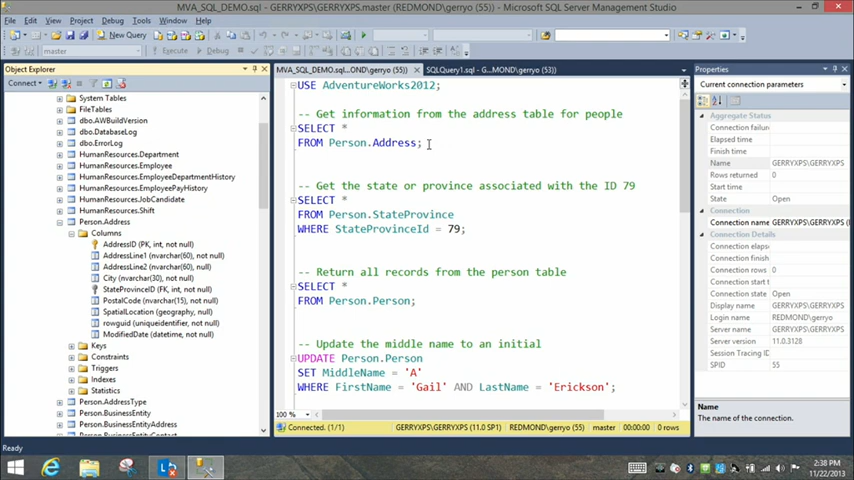 MVA_SQL_DEMO.sql - GERRYXPS\GERRYXPS.master (REDMOND\gerryo (55)) - Microsoft SQL Server Management Studio
File Edit View Project Debug Tools Window Help
New Query
master
Execute
Debug
Object Explorer
Connect
System Tables
FileTables
dbo.AWBuildVersion
dbo.DatabaseLog
dbo.ErrorLog
HumanResources.Department
HumanResources.Employee
HumanResources.EmployeeDepartmentHistory
HumanResources.EmployeePayHistory
HumanResources.JobCandidate
HumanResources.Shift
Person.Address
Columns
AddressID (PK, int, not null)
AddressLine1 (nvarchar(60), not null)
AddressLine2 (nvarchar(60), null)
City (nvarchar(30), not null)
StateProvinceID (FK, int, not null)
PostalCode (nvarchar(15), not null)
SpatialLocation (geography, null)
rowguid (uniqueidentifier, not null)
ModifiedDate (datetime, not null)
Keys
Constraints
Triggers
Indexes
Statistics
Person.AddressType
Person.BusinessEntity
Person.BusinessEntityAddress
Person.BusinessEntityContact
MVA_SQL_DEMO.sql...OND\gerryo (55))
SQLQuery1.sql - G...MOND\gerryo (53))
USE AdventureWorks2012;
-- Get information from the address table for people
SELECT *
FROM Person.Address;
-- Get the state or province associated with the ID 79
SELECT *
FROM Person.StateProvince
WHERE StateProvinceId = 79;
-- Return all records from the person table
SELECT *
FROM Person.Person;
-- Update the middle name to an initial
UPDATE Person.Person
SET MiddleName = 'A'
WHERE FirstName = 'Gail' AND LastName = 'Erickson';
100 %
Connected. (1/1)
GERRYXPS\GERRYXPS (11.0 SP1)
REDMOND\gerryo (55)
master
00:00:00
0 rows
Properties
Current connection parameters
Aggregate Status
Connection failure
Elapsed time
Finish time
Name GERRYXPS\GERRYXPS
Rows returned 0
Start time
State Open
Connection
Connection name GERRYXPS\GERRYXPS (
Connection Details
Connection elaps
Connection finish
Connection rows 0
Connection start t
Connection state Open
Display name GERRYXPS\GERRYXPS
Login name REDMOND\gerryo
Server name GERRYXPS\GERRYXPS
Server version 11.0.3128
Session Tracing ID
SPID 55
Name
The name of the connection.
Ready
2:38 PM
11/22/2013